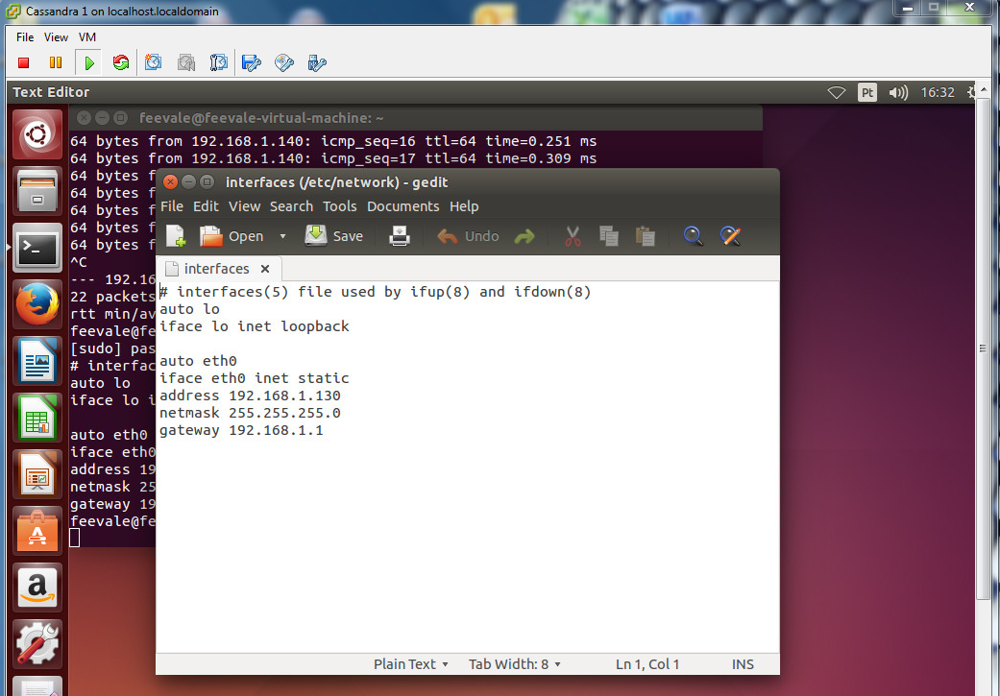 Cassandra 1 on localhost.localdomain
File View VM
Text Editor
Pt
16:32
feevale@feevale-virtual-machine: ~
64 bytes from 192.168.1.140: icmp_seq=16 ttl=64 time=0.251 ms
64 bytes from 192.168.1.140: icmp_seq=17 ttl=64 time=0.309 ms
64 bytes f
64 bytes f
64 bytes f
64 bytes f
64 bytes f
^C
--- 192.16
22 packets
rtt min/av
feevale@fe
[sudo] pas
# interfac
auto lo
iface lo i
auto eth0
iface eth0
address 19
netmask 25
gateway 19
feevale@fe
interfaces (/etc/network) - gedit
File Edit View Search Tools Documents Help
Open Save Undo
interfaces
# interfaces(5) file used by ifup(8) and ifdown(8)
auto lo
iface lo inet loopback
auto eth0
iface eth0 inet static
address 192.168.1.130
netmask 255.255.255.0
gateway 192.168.1.1
Plain Text Tab Width: 8 Ln 1, Col 1 INS